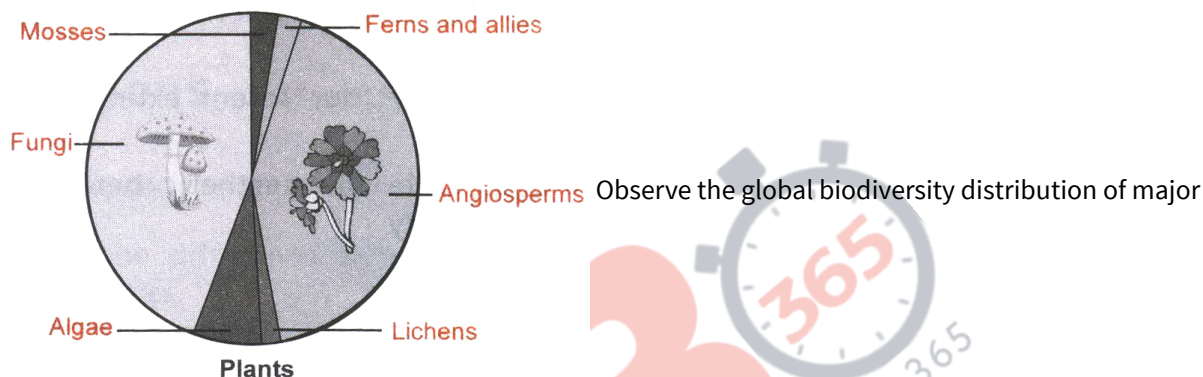 Mosses
Ferns and allies
Fungi
Angiosperms
Observe the global biodiversity distribution of major
Algae
Lichens
Plants
365
365